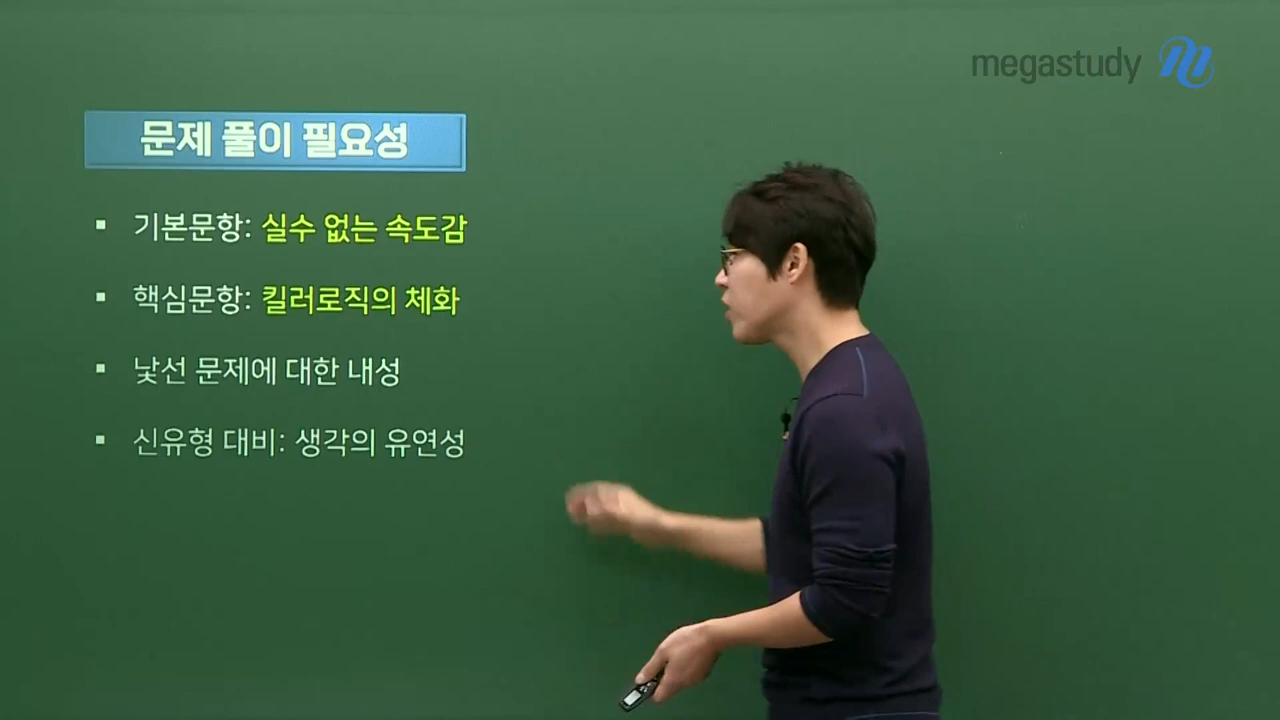 megastudy
문제 풀이 필요성
▪ 기본문항: 실수 없는 속도감
▪ 핵심문항: 킬러로직의 체화
▪ 낯선 문제에 대한 내성
▪ 신유형 대비: 생각의 유연성